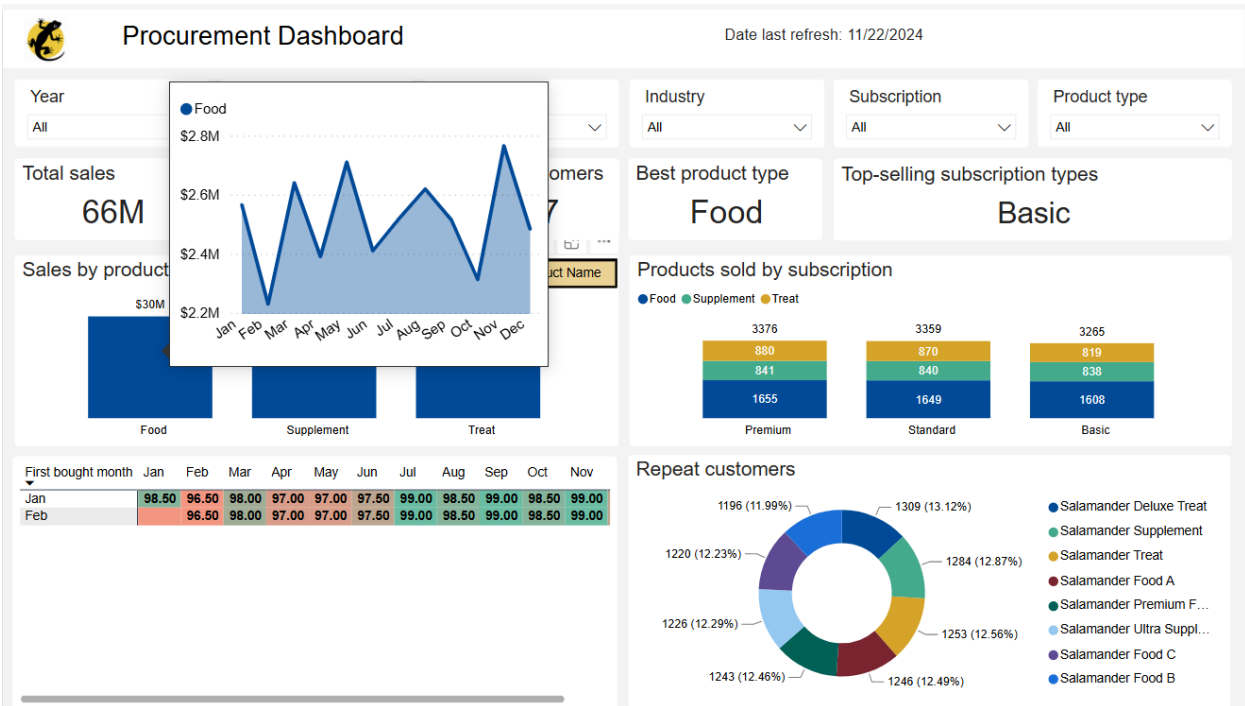 Procurement Dashboard
Date last refresh: 11/22/2024
Year
All
Industry
All
Subscription
All
Product type
All
Food
$2.8M
$2.6M
$2.4M
$2.2M
Jan Feb Mar Apr May Jun Jul Aug Sep Oct Nov Dec
Total sales
66M
omers
7
Best product type
Food
Top-selling subscription types
Basic
Sales by product
uct Name
$30M
Food Supplement Treat
Products sold by subscription
Food Supplement Treat
3376 3359 3265
880 870 819
841 840 838
1655 1649 1608
Premium Standard Basic
First bought month Jan Feb Mar Apr May Jun Jul Aug Sep Oct Nov
Jan 98.50 96.50 98.00 97.00 97.00 97.50 99.00 98.50 99.00 98.50 99.00
Feb 96.50 98.00 97.00 97.00 97.50 99.00 98.50 99.00 98.50 99.00
Repeat customers
1196 (11.99%)
1309 (13.12%)
1220 (12.23%)
1284 (12.87%)
1226 (12.29%)
1253 (12.56%)
1243 (12.46%)
1246 (12.49%)
Salamander Deluxe Treat
Salamander Supplement
Salamander Treat
Salamander Food A
Salamander Premium F...
Salamander Ultra Suppl...
Salamander Food C
Salamander Food B